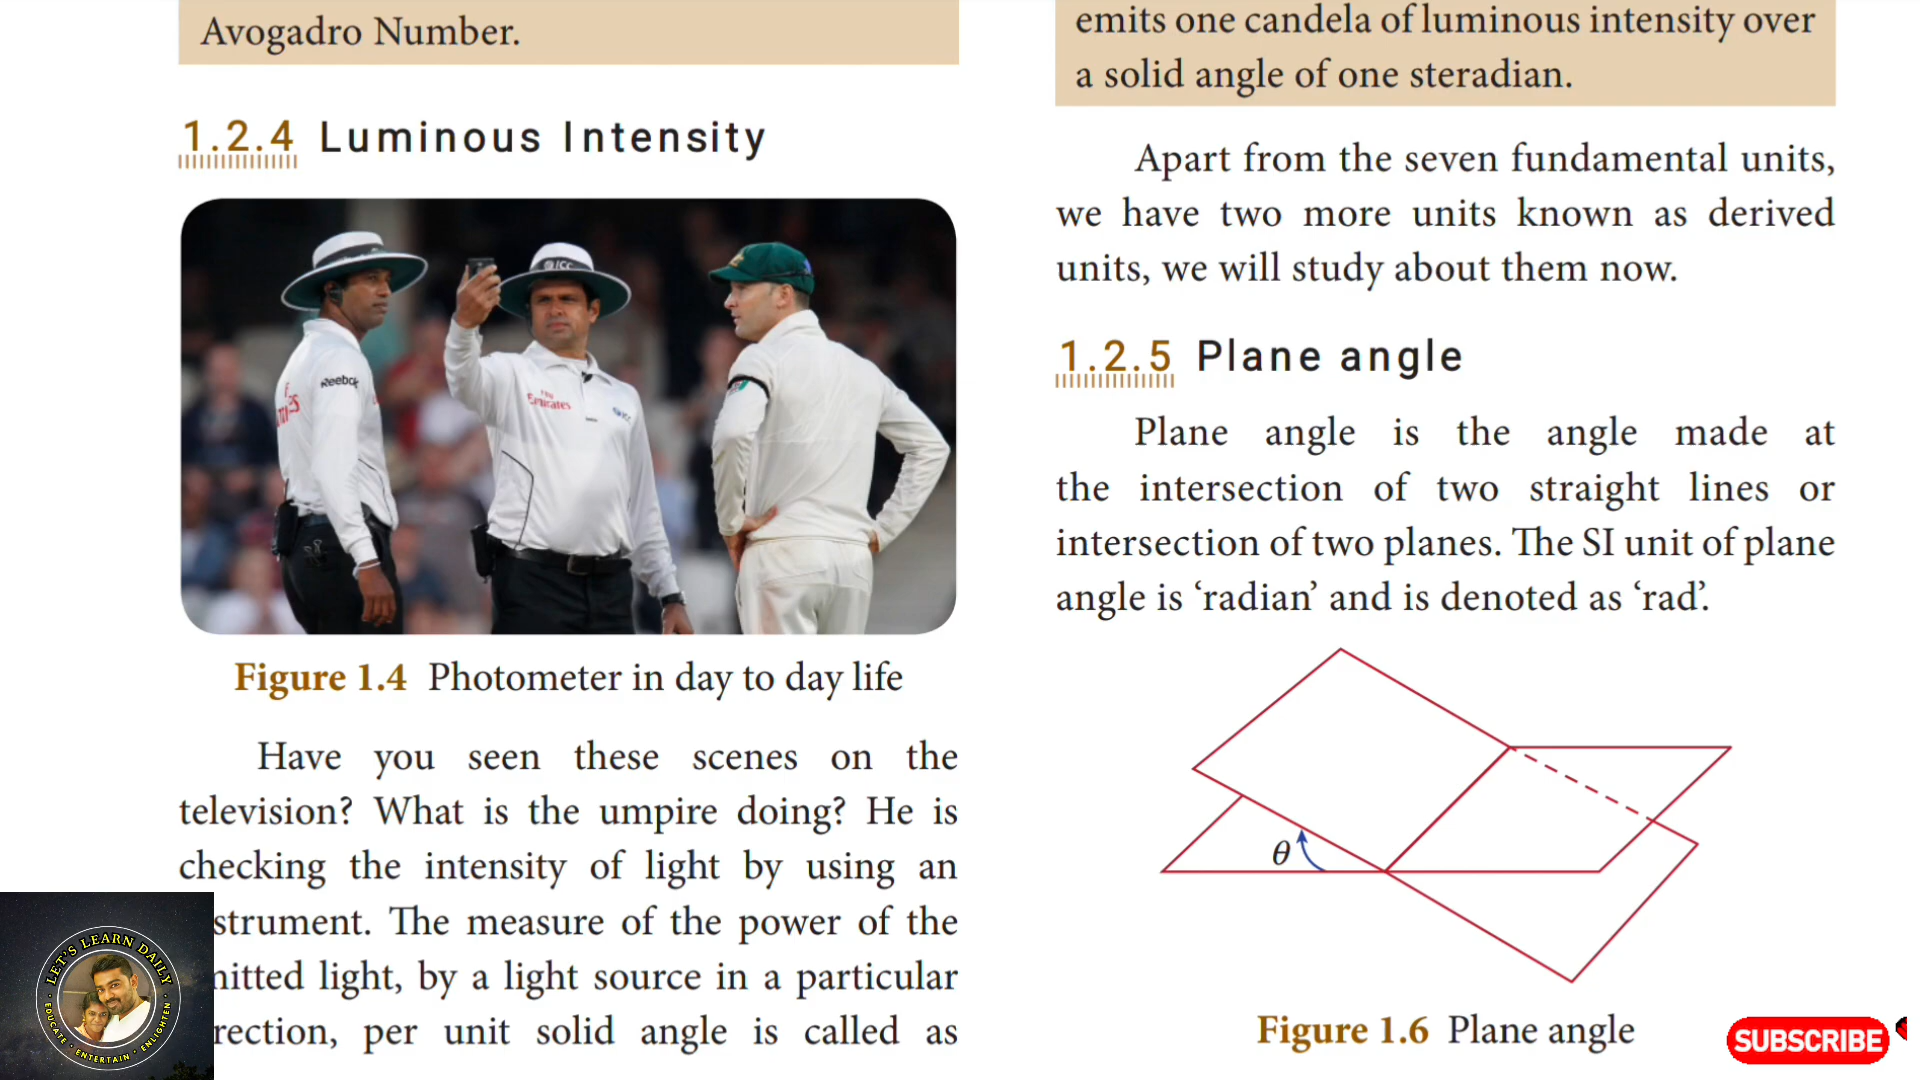 Avogadro Number.
1.2.4 Luminous Intensity
ICC
Reebok
Fly
Emirates
Figure 1.4 Photometer in day to day life
Have you seen these scenes on the
television? What is the umpire doing? He is
checking the intensity of light by using an
strument. The measure of the power of the
nitted light, by a light source in a particular
rection, per unit solid angle is called as
LET'S LEARN DAILY
EDUCATE · ENTERTAIN · ENLIGHTEN
emits one candela of luminous intensity over
a solid angle of one steradian.
Apart from the seven fundamental units,
we have two more units known as derived
units, we will study about them now.
1.2.5 Plane angle
Plane angle is the angle made at
the intersection of two straight lines or
intersection of two planes. The SI unit of plane
angle is ‘radian’ and is denoted as ‘rad’.
θ
Figure 1.6 Plane angle
SUBSCRIBE